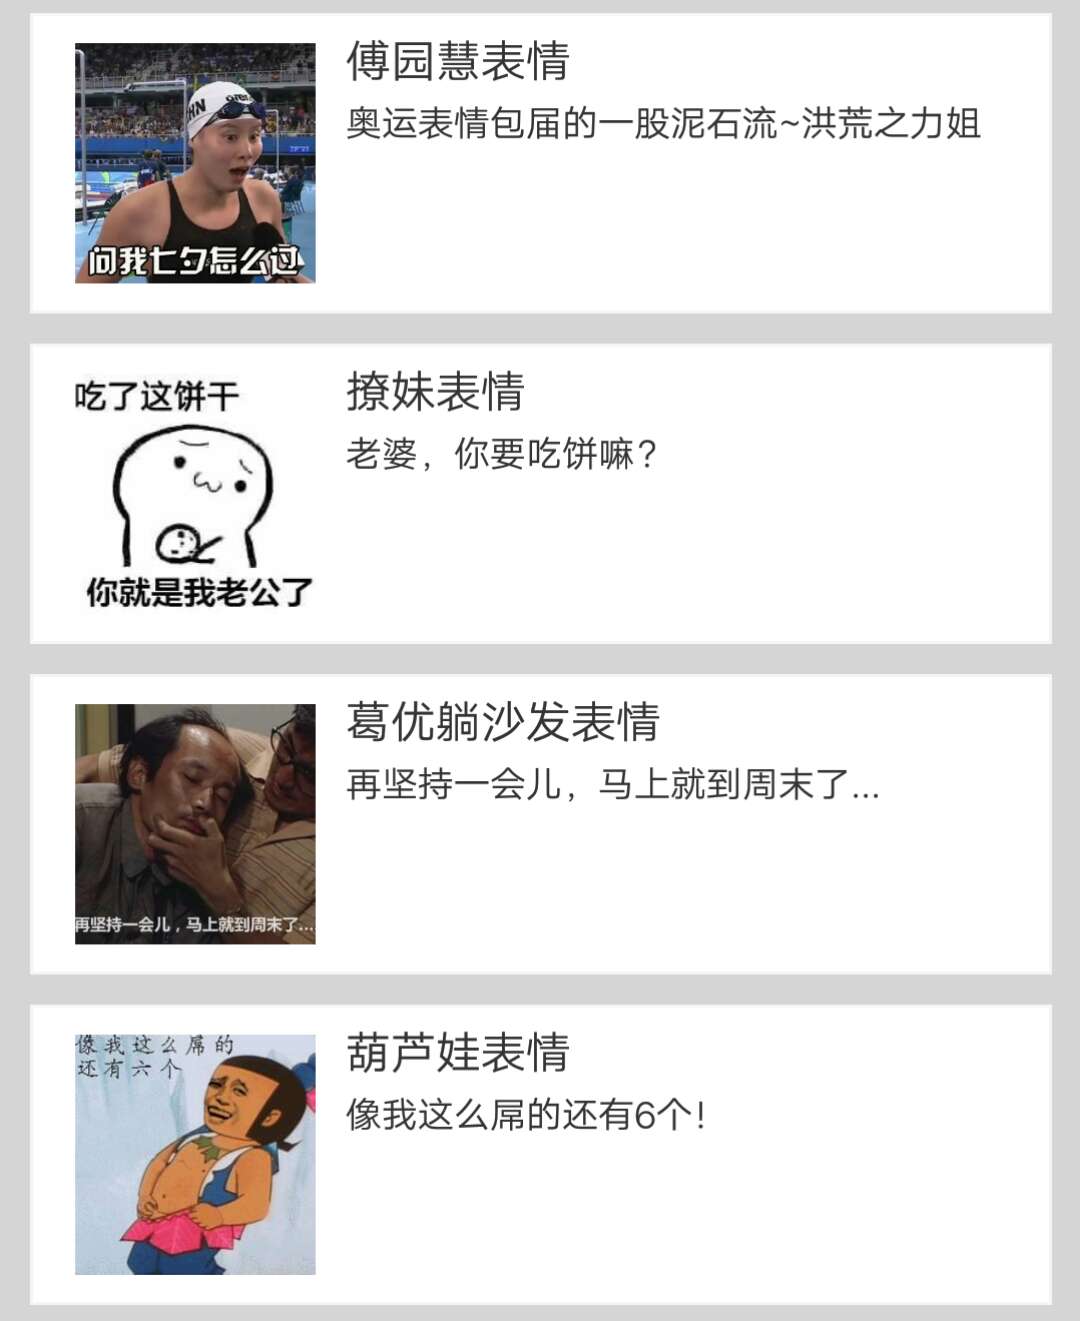 傅园慧表情
奥运表情包届的一股泥石流~洪荒之力姐
HN
arena
问我七夕怎么过
撩妹表情
老婆，你要吃饼嘛？
吃了这饼干
你就是我老公了
葛优躺沙发表情
再坚持一会儿，马上就到周末了...
再坚持一会儿，马上就到周末了...
葫芦娃表情
像我这么屌的还有6个！
像我这么屌的
还有六个